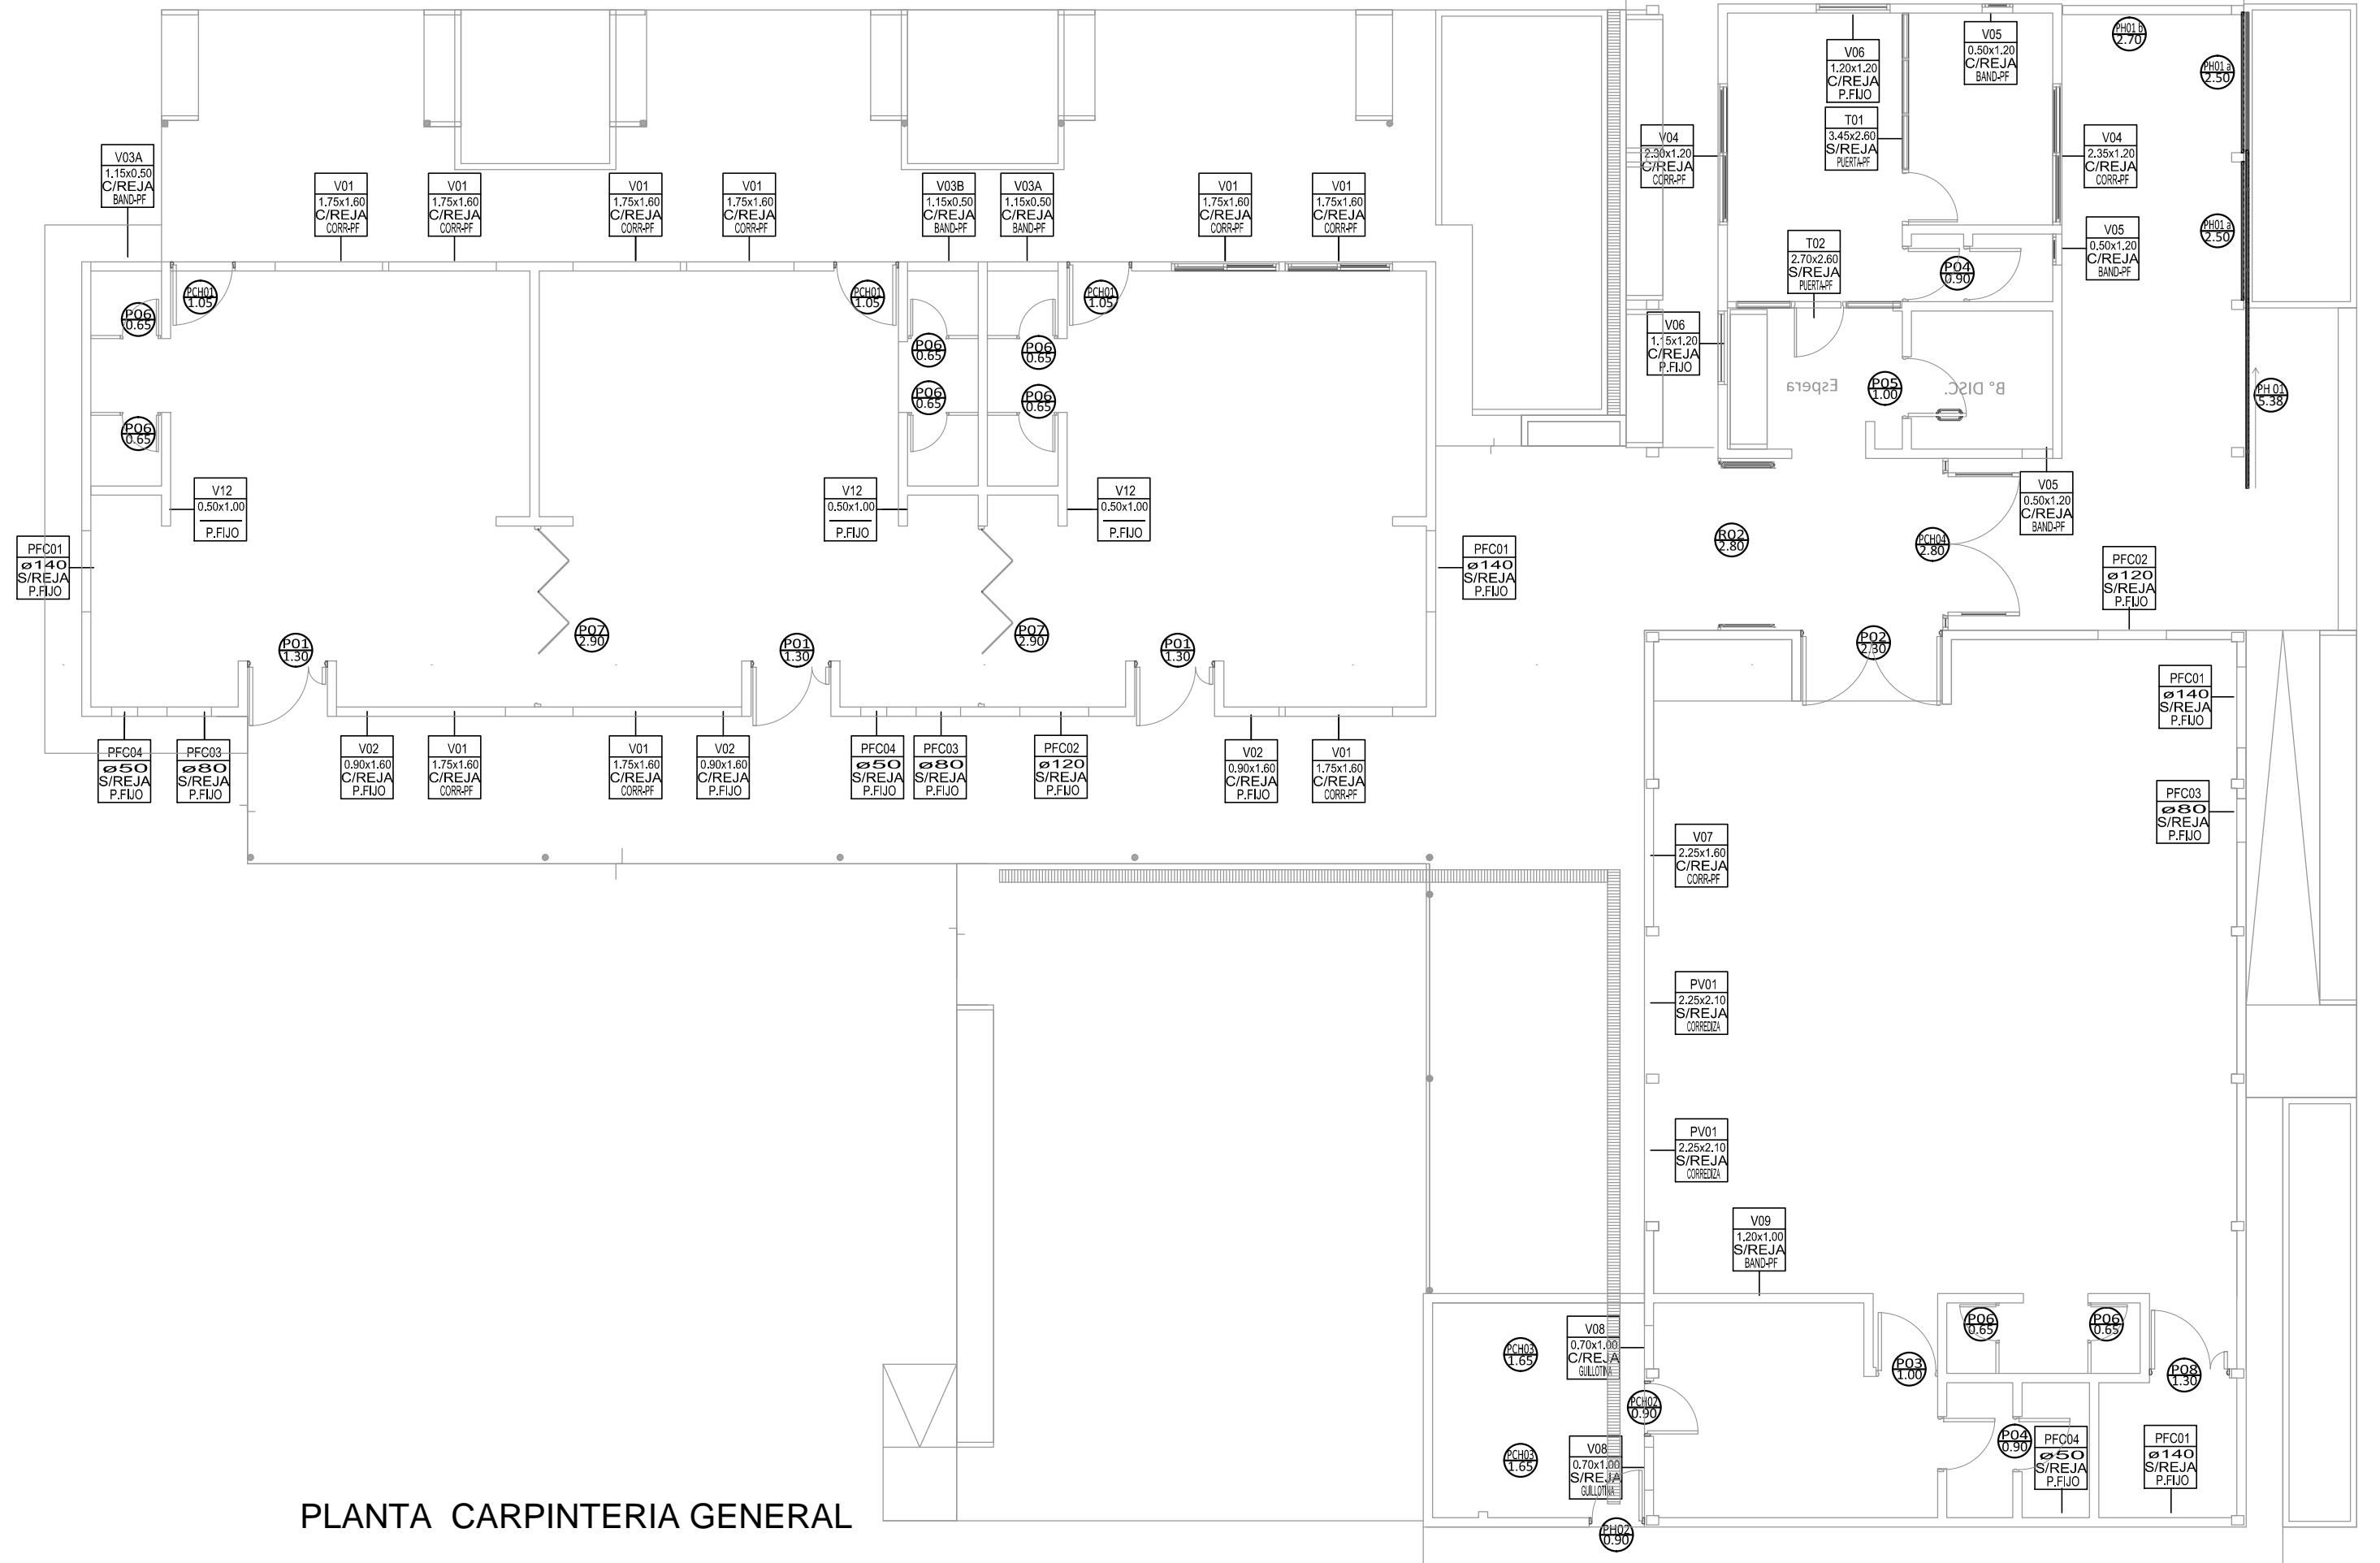 PH01 b
2.70
V06
1.20x1.20
C/REJA
P.FIJO
V05
0.50x1.20
C/REJA
BAND-PF
PH01 a
2.50
T01
3.45x2.60
S/REJA
PUERTA-PF
V04
2.30x1.20
C/REJA
CORR-PF
V04
2.35x1.20
C/REJA
CORR-PF
V03A
1.15x0.50
C/REJA
BAND-PF
V01
1.75x1.60
C/REJA
CORR-PF
V01
1.75x1.60
C/REJA
CORR-PF
V01
1.75x1.60
C/REJA
CORR-PF
V01
1.75x1.60
C/REJA
CORR-PF
V03B
1.15x0.50
C/REJA
BAND-PF
V03A
1.15x0.50
C/REJA
BAND-PF
V01
1.75x1.60
C/REJA
CORR-PF
V01
1.75x1.60
C/REJA
CORR-PF
PH01 a
2.50
V05
0.50x1.20
C/REJA
BAND-PF
T02
2.70x2.60
S/REJA
PUERTA-PF
P04
0.90
PCH01
1.05
PCH01
1.05
PCH01
1.05
P06
0.65
P06
0.65
P06
0.65
V06
1.15x1.20
C/REJA
P.FIJO
Espera
P05
1.00
B° DISC.
PH 01
5.38
P06
0.65
P06
0.65
P06
0.65
V12
0.50x1.00
P.FIJO
V12
0.50x1.00
P.FIJO
V12
0.50x1.00
P.FIJO
V05
0.50x1.20
C/REJA
BAND-PF
PFC01
ø140
S/REJA
P.FIJO
PFC01
ø140
S/REJA
P.FIJO
R02
2.80
PCH04
2.80
PFC02
ø120
S/REJA
P.FIJO
P01
1.30
P07
2.90
P01
1.30
P07
2.90
P01
1.30
P02
2.30
PFC01
ø140
S/REJA
P.FIJO
PFC04
ø50
S/REJA
P.FIJO
PFC03
ø80
S/REJA
P.FIJO
V02
0.90x1.60
C/REJA
P.FIJO
V01
1.75x1.60
C/REJA
CORR-PF
V01
1.75x1.60
C/REJA
CORR-PF
V02
0.90x1.60
C/REJA
P.FIJO
PFC04
ø50
S/REJA
P.FIJO
PFC03
ø80
S/REJA
P.FIJO
PFC02
ø120
S/REJA
P.FIJO
V02
0.90x1.60
C/REJA
P.FIJO
V01
1.75x1.60
C/REJA
CORR-PF
PFC03
ø80
S/REJA
P.FIJO
V07
2.25x1.60
C/REJA
CORR-PF
PV01
2.25x2.10
S/REJA
CORREDIZA
PV01
2.25x2.10
S/REJA
CORREDIZA
V09
1.20x1.00
S/REJA
BAND-PF
P06
0.65
P06
0.65
PCH03
1.65
V08
0.70x1.00
C/REJA
GUILLOTINA
P03
1.00
P08
1.30
PCH02
0.90
PCH03
1.65
V08
0.70x1.00
S/REJA
GUILLOTINA
P04
0.90
PFC04
ø50
S/REJA
P.FIJO
PFC01
ø140
S/REJA
P.FIJO
PH02
0.90
PLANTA CARPINTERIA GENERAL